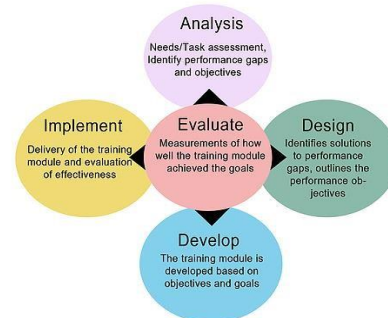 Analysis
Needs/Task assessment,
Identify performance gaps
and objectives
Implement
Delivery of the training
module and evaluation
of effectiveness
Evaluate
Measurements of how
well the training module
achieved the goals
Design
Identifies solutions
to performance
gaps, outlines the
performance ob-
jectives
Develop
The training module is
developed based on
objectives and goals